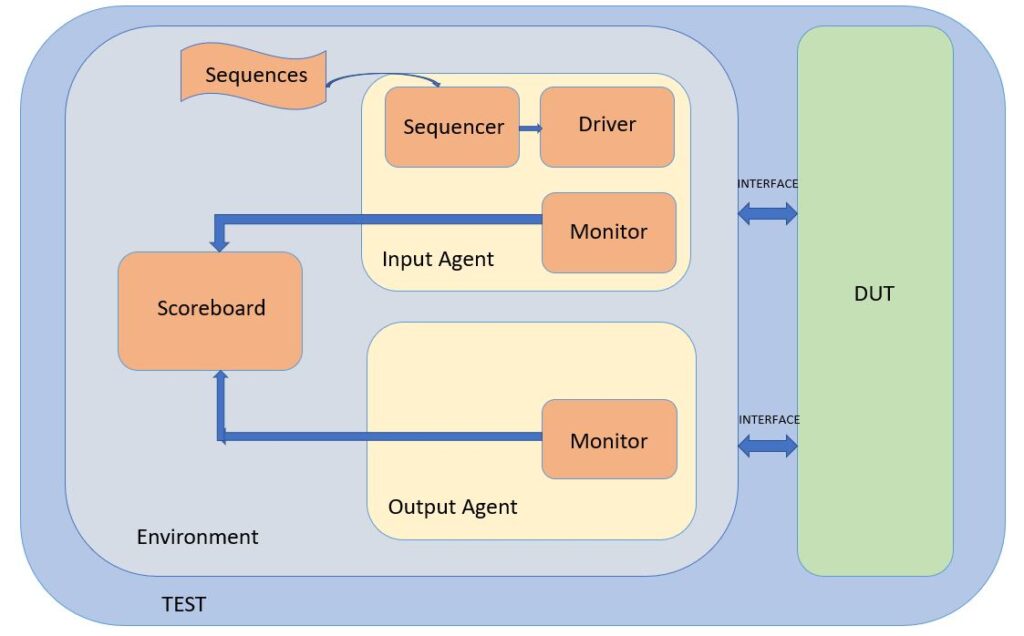 Sequences
Sequencer
Driver
INTERFACE
Monitor
Input Agent
Scoreboard
DUT
INTERFACE
Monitor
Output Agent
Environment
TEST